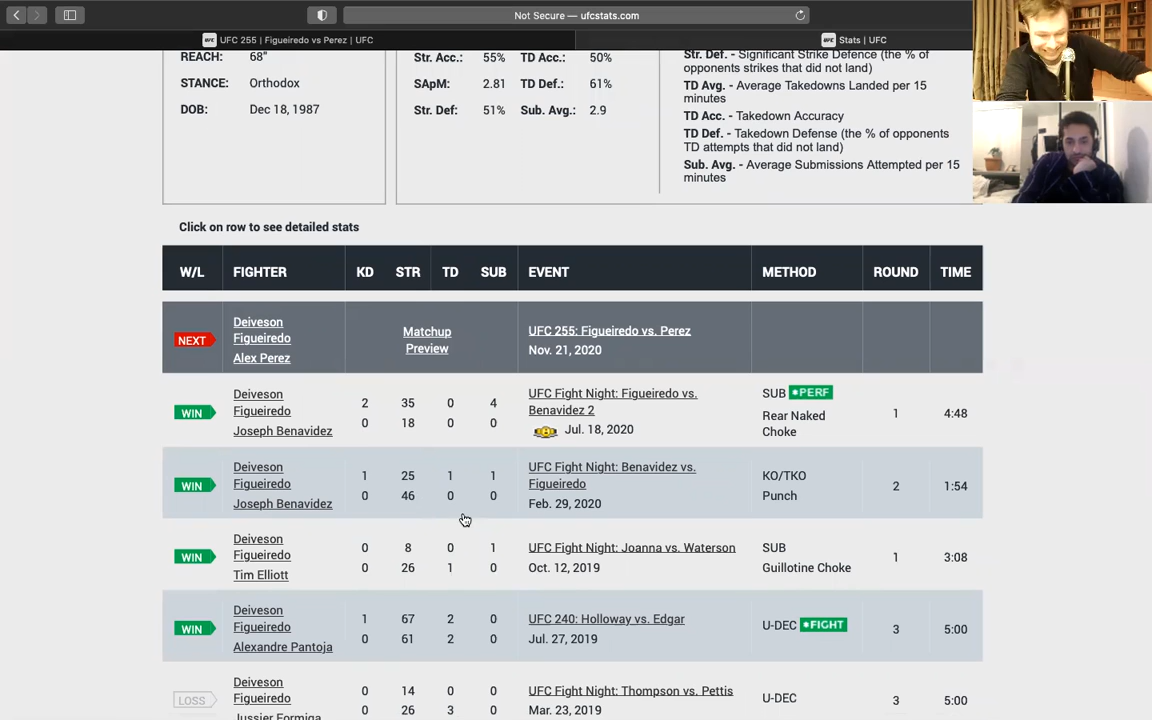 Not Secure — ufcstats.com
UFC 255 | Figueiredo vs Perez | UFC
Stats | UFC
REACH: 68"
STANCE: Orthodox
DOB: Dec 18, 1987
Str. Acc.: 55% TD Acc.: 50%
SApM: 2.81 TD Def.: 61%
Str. Def: 51% Sub. Avg.: 2.9
Str. Def. - Significant Strike Defence (the % of
opponents strikes that did not land)
TD Avg. - Average Takedowns Landed per 15
minutes
TD Acc. - Takedown Accuracy
TD Def. - Takedown Defense (the % of opponents
TD attempts that did not land)
Sub. Avg. - Average Submissions Attempted per 15
minutes
Click on row to see detailed stats
W/L FIGHTER KD STR TD SUB EVENT METHOD ROUND TIME
NEXT
Deiveson
Figueiredo
Alex Perez
Matchup
Preview
UFC 255: Figueiredo vs. Perez
Nov. 21, 2020
WIN
Deiveson
Figueiredo
Joseph Benavidez
2 35 0 4
0 18 0 0
UFC Fight Night: Figueiredo vs.
Benavidez 2
Jul. 18, 2020
SUB PERF
Rear Naked
Choke
1
4:48
WIN
Deiveson
Figueiredo
Joseph Benavidez
1 25 1 1
0 46 0 0
UFC Fight Night: Benavidez vs.
Figueiredo
Feb. 29, 2020
KO/TKO
Punch
2
1:54
WIN
Deiveson
Figueiredo
Tim Elliott
0 8 0 1
0 26 1 0
UFC Fight Night: Joanna vs. Waterson
Oct. 12, 2019
SUB
Guillotine Choke
1
3:08
WIN
Deiveson
Figueiredo
Alexandre Pantoja
1 67 2 0
0 61 2 0
UFC 240: Holloway vs. Edgar
Jul. 27, 2019
U-DEC FIGHT
3
5:00
LOSS
Deiveson
Figueiredo
Jussier Formiga
0 14 0 0
0 26 3 0
UFC Fight Night: Thompson vs. Pettis
Mar. 23, 2019
U-DEC
3
5:00